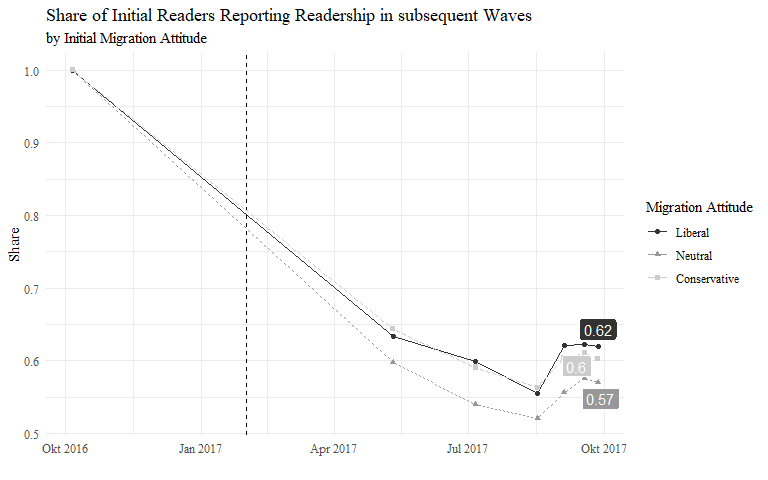 Share of Initial Readers Reporting Readership in subsequent Waves
by Initial Migration Attitude
1.0
0.9
0.8
0.7
0.6
0.5
Share
Okt 2016
Jan 2017
Apr 2017
Jul 2017
Okt 2017
0.62
0.6
0.57
Migration Attitude
Liberal
Neutral
Conservative